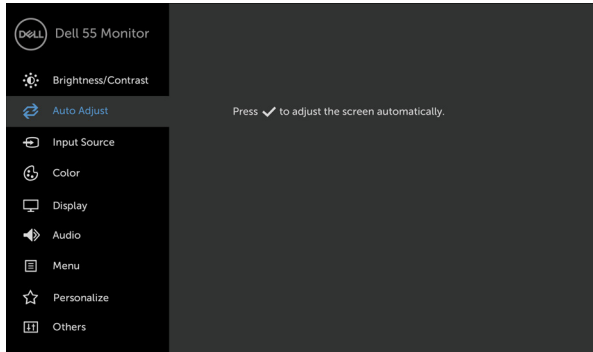 DELL Dell 55 Monitor
Brightness/Contrast
Auto Adjust
Press ✓ to adjust the screen automatically.
Input Source
Color
Display
Audio
Menu
Personalize
Others